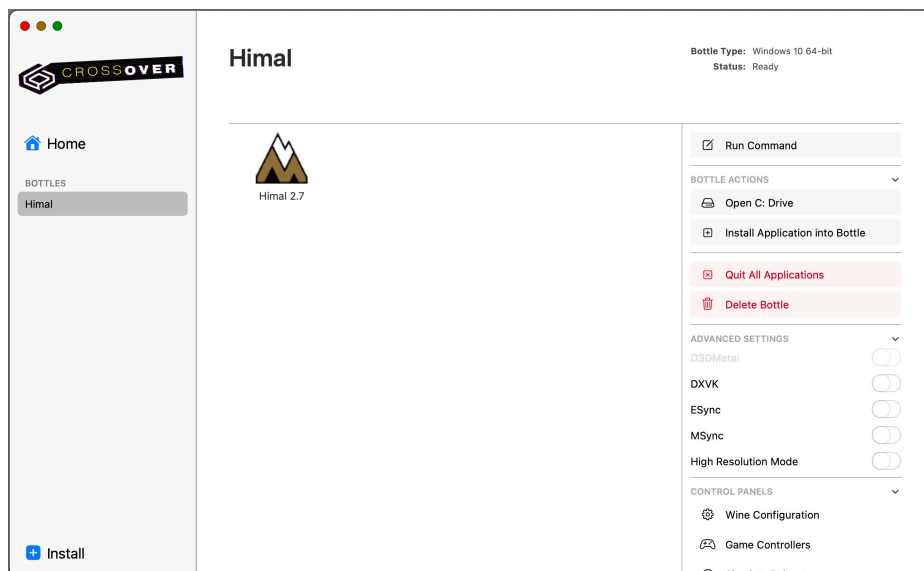 CROSSOVER
Home
BOTTLES
Himal
Install
Himal
Bottle Type: Windows 10 64-bit
Status: Ready
Himal 2.7
Run Command
BOTTLE ACTIONS
Open C: Drive
Install Application into Bottle
Quit All Applications
Delete Bottle
ADVANCED SETTINGS
D3DMetal
DXVK
ESync
MSync
High Resolution Mode
CONTROL PANELS
Wine Configuration
Game Controllers